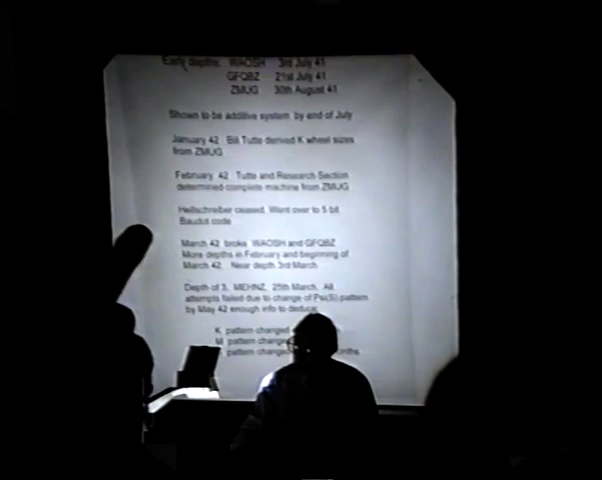 Early depths: WAOSH 3rd July 41
GFQBZ 21st July 41
ZMUG 30th August 41
Shown to be additive system by end of July
January 42 Bill Tutte derived K wheel sizes
from ZMUG
February 42 Tutte and Research Section
determined complete machine from ZMUG
Hellschreiber ceased. Went over to 5 bit
Baudot code
March 42 broke WAOSH and GFQBZ
More depths in February and beginning of
March 42. Near depth 3rd March
Depth of 3, MEHNZ, 25th March. All
attempts failed due to change of Psi(S) pattern
by May 42 enough info to deduce
K pattern changed
M pattern
pattern changed